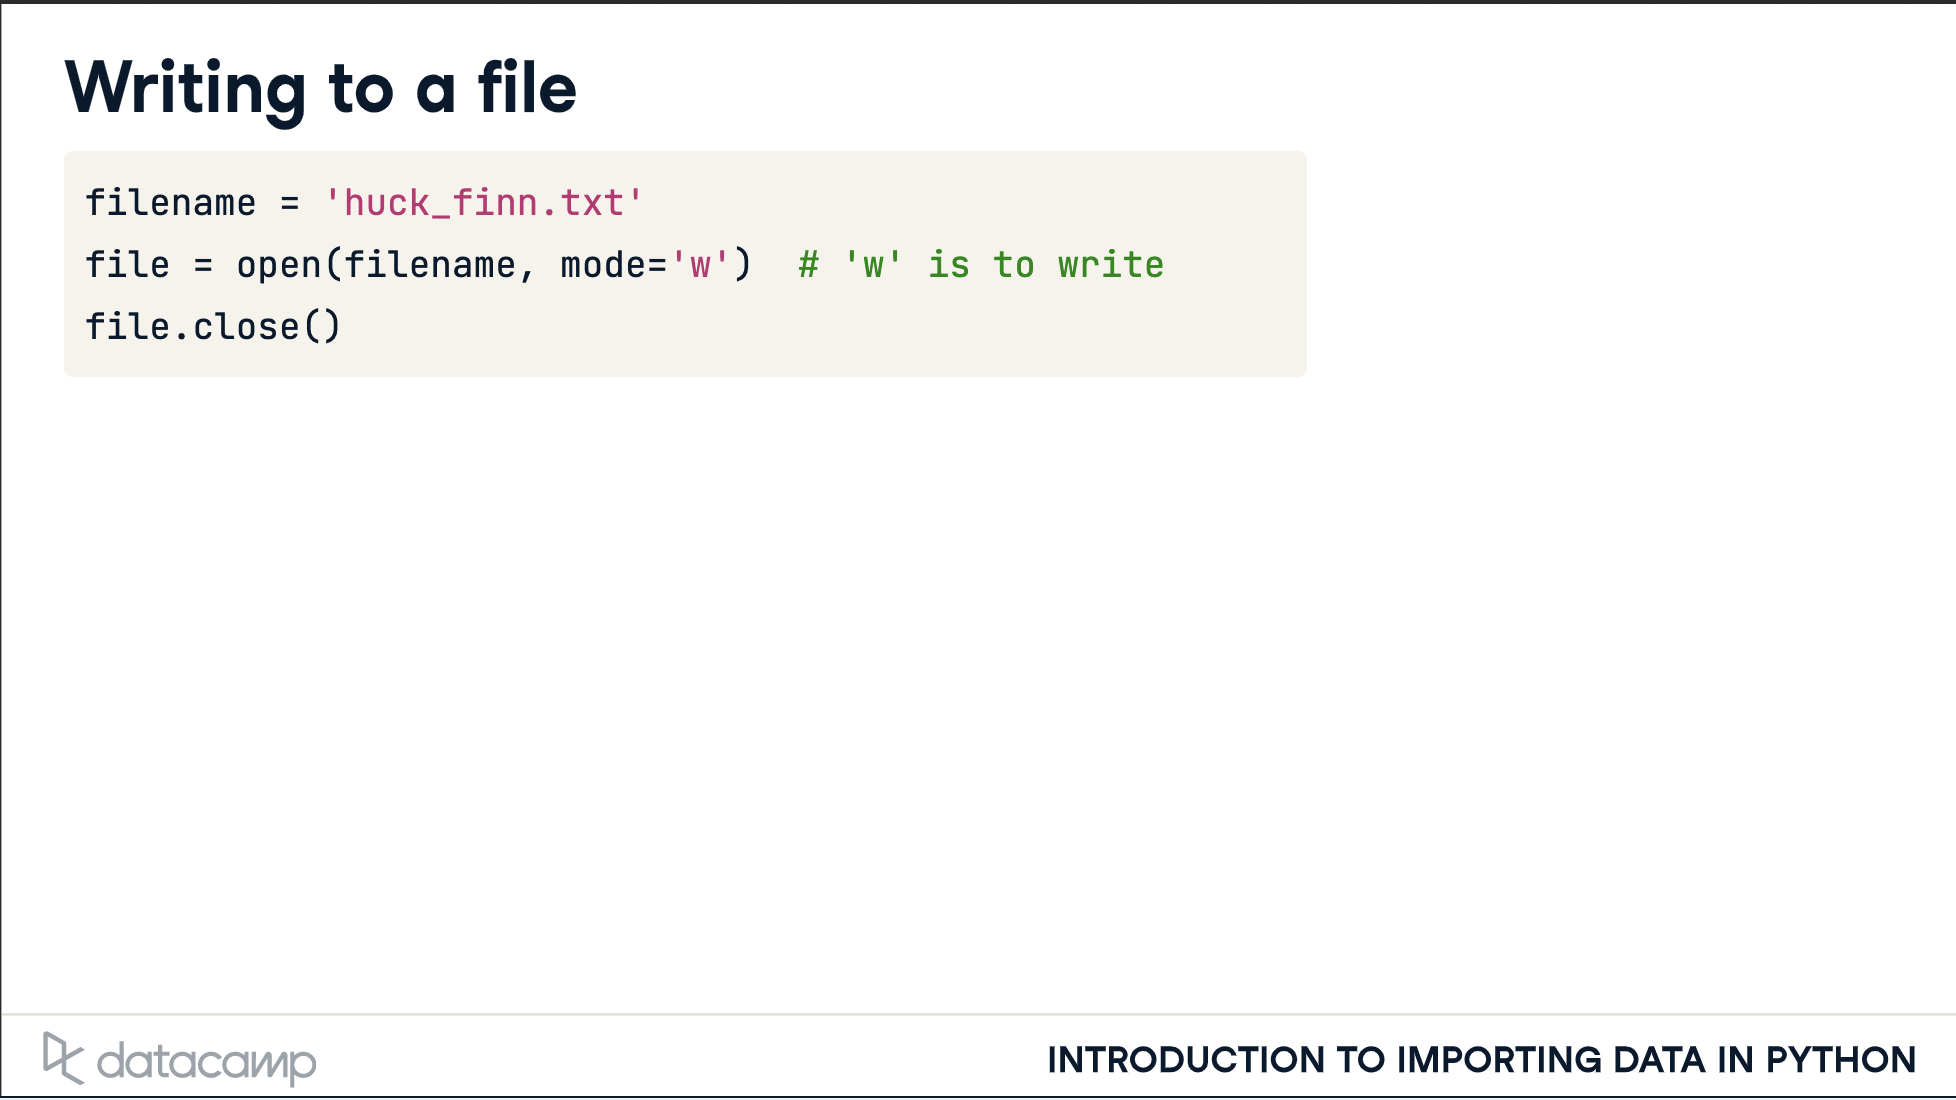 Writing to a file
filename = 'huck_finn.txt'
file = open(filename, mode='w')  # 'w' is to write
file.close()
datacamp
INTRODUCTION TO IMPORTING DATA IN PYTHON